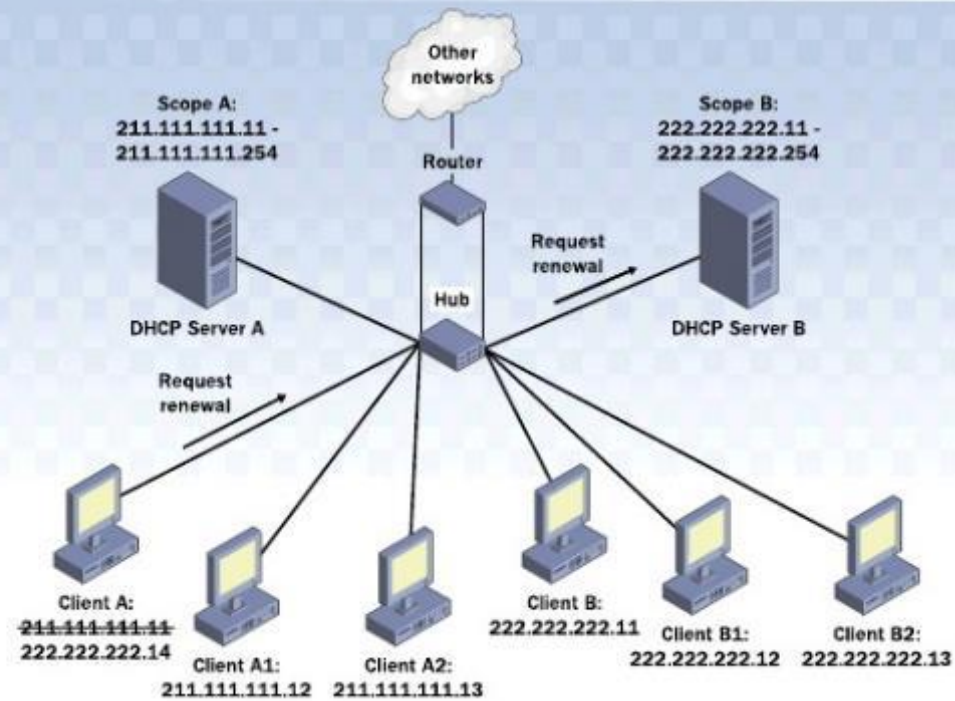 Other
networks
Scope A:
211.111.111.11 -
211.111.111.254
Scope B:
222.222.222.11 -
222.222.222.254
Router
Request
renewal
Hub
DHCP Server A
DHCP Server B
Request
renewal
Client A:
211.111.111.11
222.222.222.14
Client A1:
211.111.111.12
Client A2:
211.111.111.13
Client B:
222.222.222.11
Client B1:
222.222.222.12
Client B2:
222.222.222.13